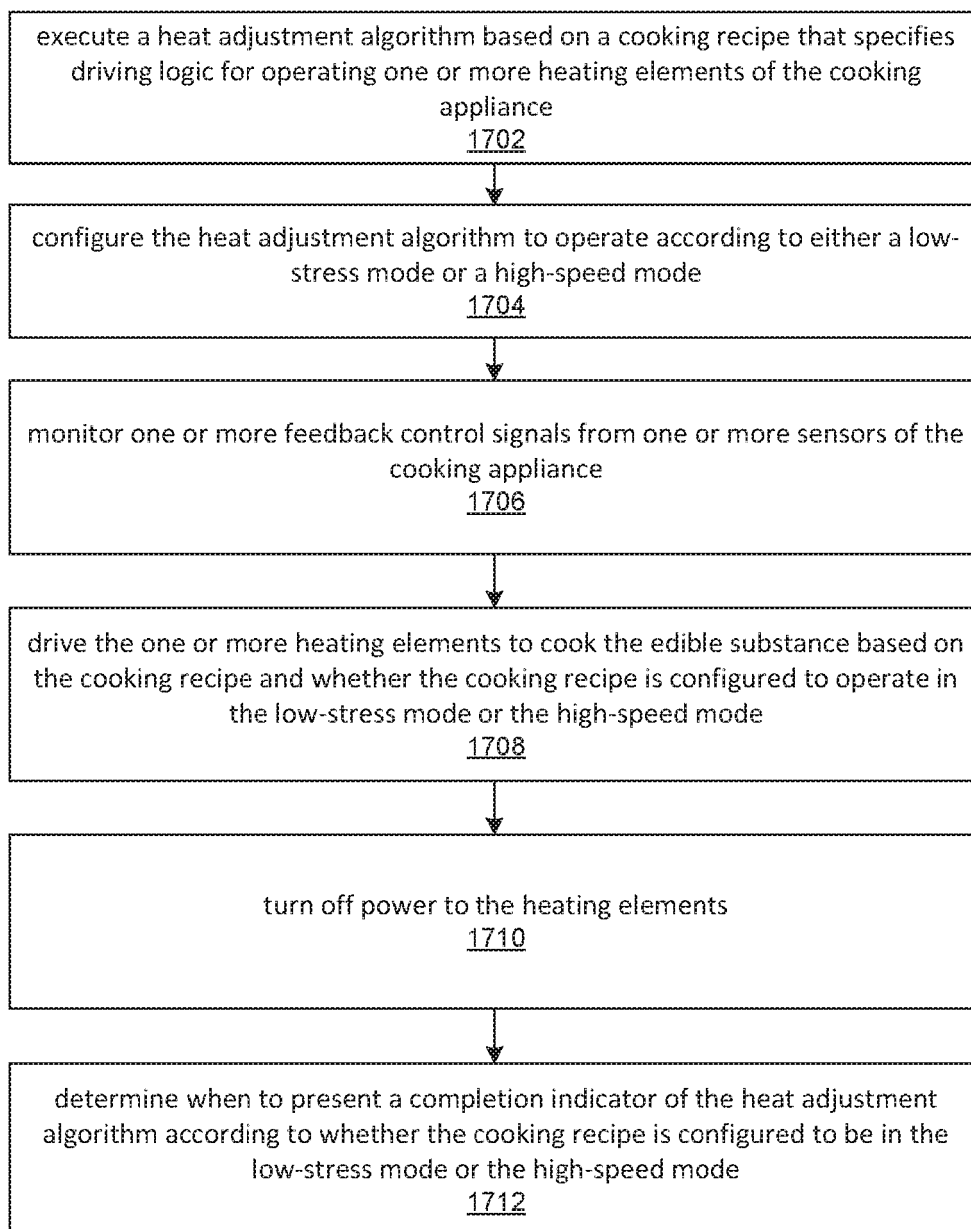 execute a heat adjustment algorithm based on a cooking recipe that specifies
driving logic for operating one or more heating elements of the cooking
appliance
1702
configure the heat adjustment algorithm to operate according to either a low-
stress mode or a high-speed mode
1704
monitor one or more feedback control signals from one or more sensors of the
cooking appliance
1706
drive the one or more heating elements to cook the edible substance based on
the cooking recipe and whether the cooking recipe is configured to operate in
the low-stress mode or the high-speed mode
1708
turn off power to the heating elements
1710
determine when to present a completion indicator of the heat adjustment
algorithm according to whether the cooking recipe is configured to be in the
low-stress mode or the high-speed mode
1712